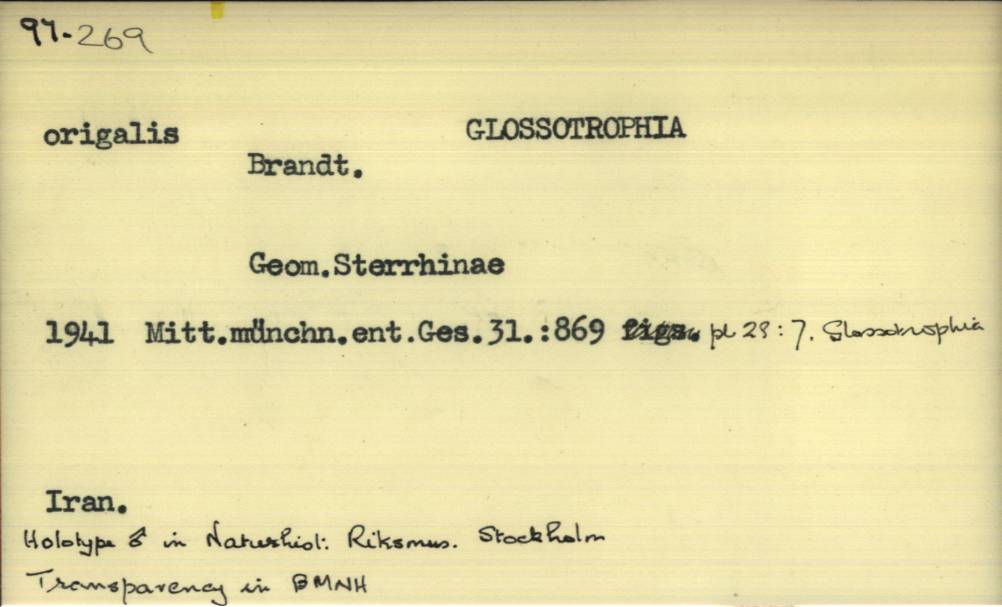 97-269
origalis GLOSSOTROPHIA
Brandt.
Geom.Sterrhinae
1941 Mitt.münchn.ent.Ges.31.:869 figs. pl 28:7. Glossotrophia
Iran.
Holotype ♂ in Naturhist: Riksmus. Stockholm
Transparency in BMNH